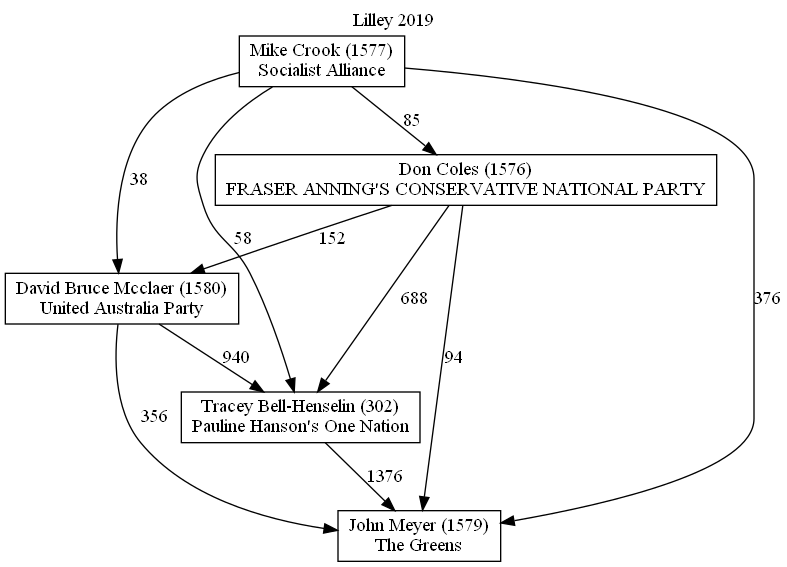 Lilley 2019
Mike Crook (1577)
Socialist Alliance
85
Don Coles (1576)
FRASER ANNING'S CONSERVATIVE NATIONAL PARTY
38
58
152
David Bruce Mcclaer (1580)
United Australia Party
688
376
940
94
Tracey Bell-Henselin (302)
Pauline Hanson's One Nation
356
1376
John Meyer (1579)
The Greens